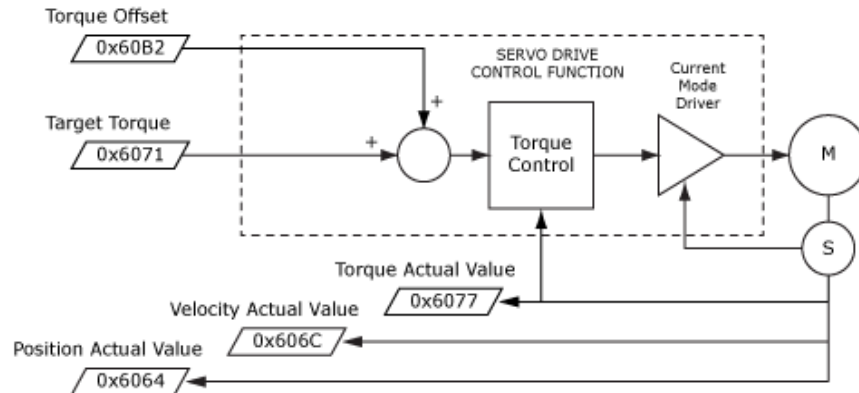 Torque Offset
0x60B2
SERVO DRIVE
CONTROL FUNCTION
Current
Mode
Driver
+
Target Torque
0x6071
+
Torque
Control
M
S
Torque Actual Value
0x6077
Velocity Actual Value
0x606C
Position Actual Value
0x6064